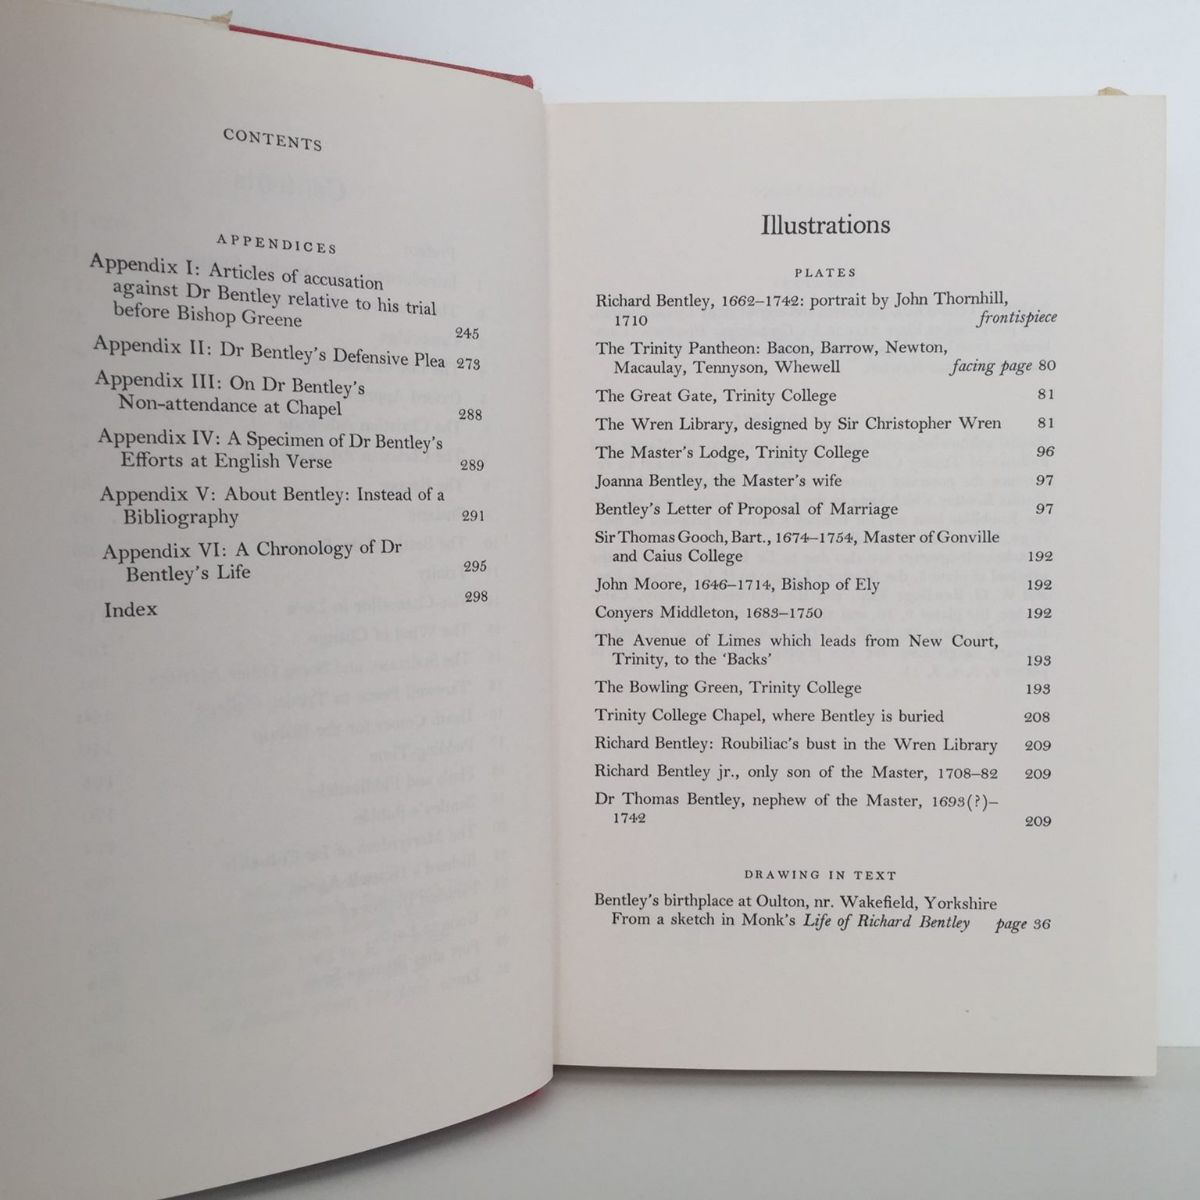 CONTENTS
APPENDICES
Appendix I: Articles of accusation
against Dr Bentley relative to his trial
before Bishop Greene 245
Appendix II: Dr Bentley's Defensive Plea 273
Appendix III: On Dr Bentley's
Non-attendance at Chapel 288
Appendix IV: A Specimen of Dr Bentley's
Efforts at English Verse 289
Appendix V: About Bentley: Instead of a
Bibliography 291
Appendix VI: A Chronology of Dr
Bentley's Life 295
Index 298
Illustrations
PLATES
Richard Bentley, 1662–1742: portrait by John Thornhill,
1710 frontispiece
The Trinity Pantheon: Bacon, Barrow, Newton,
Macaulay, Tennyson, Whewell facing page 80
The Great Gate, Trinity College 81
The Wren Library, designed by Sir Christopher Wren 81
The Master's Lodge, Trinity College 96
Joanna Bentley, the Master's wife 97
Bentley's Letter of Proposal of Marriage 97
Sir Thomas Gooch, Bart., 1674–1754, Master of Gonville
and Caius College 192
John Moore, 1646–1714, Bishop of Ely 192
Conyers Middleton, 1683–1750 192
The Avenue of Limes which leads from New Court,
Trinity, to the 'Backs' 193
The Bowling Green, Trinity College 193
Trinity College Chapel, where Bentley is buried 208
Richard Bentley: Roubiliac's bust in the Wren Library 209
Richard Bentley jr., only son of the Master, 1708–82 209
Dr Thomas Bentley, nephew of the Master, 1693(?)–
1742 209
DRAWING IN TEXT
Bentley's birthplace at Oulton, nr. Wakefield, Yorkshire
From a sketch in Monk's Life of Richard Bentley page 36